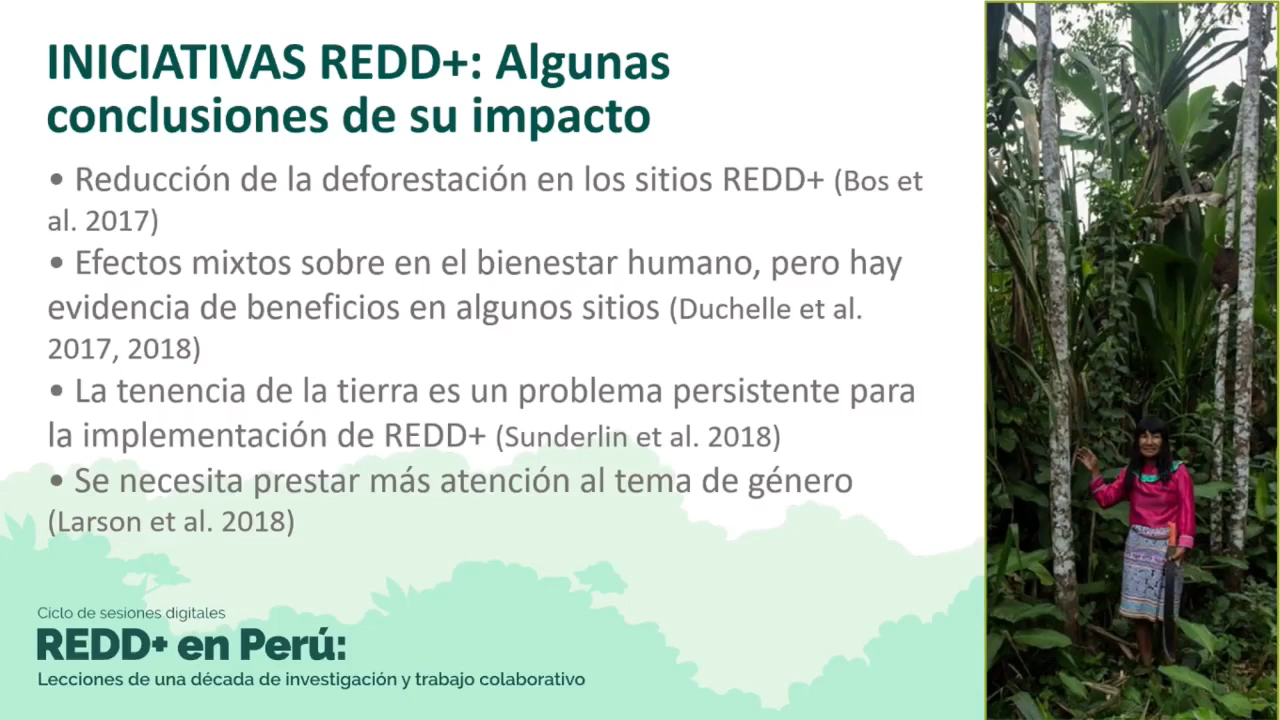 INICIATIVAS REDD+: Algunas
conclusiones de su impacto
• Reducción de la deforestación en los sitios REDD+ (Bos et
al. 2017)
• Efectos mixtos sobre en el bienestar humano, pero hay
evidencia de beneficios en algunos sitios (Duchelle et al.
2017, 2018)
• La tenencia de la tierra es un problema persistente para
la implementación de REDD+ (Sunderlin et al. 2018)
• Se necesita prestar más atención al tema de género
(Larson et al. 2018)
Ciclo de sesiones digitales
REDD+ en Perú:
Lecciones de una década de investigación y trabajo colaborativo